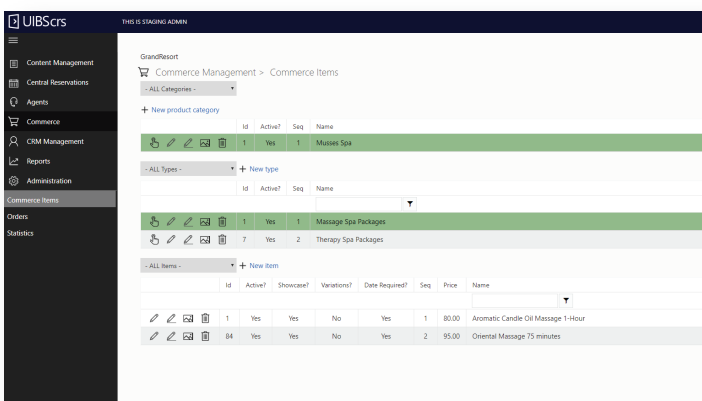 UIBScrs
THIS IS STAGING ADMIN
Content Management
Central Reservations
Agents
Commerce
CRM Management
Reports
Administration
Commerce Items
Orders
Statistics
GrandResort
Commerce Management > Commerce Items
- ALL Categories -
+ New product category
Id Active? Seq Name
1 Yes 1 Musses Spa
- ALL Types - + New type
Id Active? Seq Name
1 Yes 1 Massage Spa Packages
7 Yes 2 Therapy Spa Packages
- ALL Items - + New item
Id Active? Showcase? Variations? Date Required? Seq Price Name
1 Yes Yes No Yes 1 80.00 Aromatic Candle Oil Massage 1-Hour
84 Yes Yes No Yes 2 95.00 Oriental Massage 75 minutes